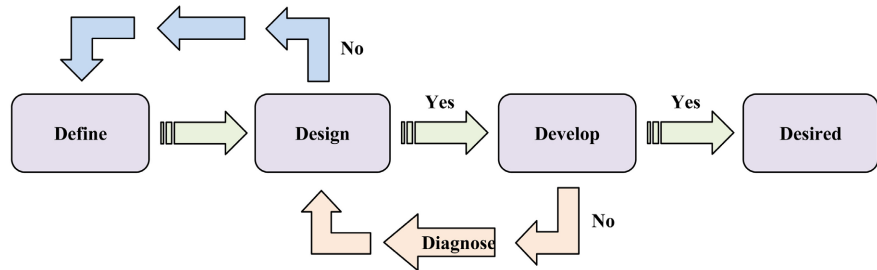 No
Yes
Yes
Define
Design
Develop
Desired
No
Diagnose